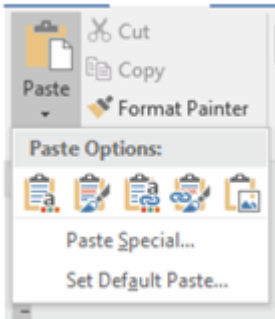 Cut
Copy
Paste
Format Painter
Paste Options:
Paste Special...
Set Default Paste...